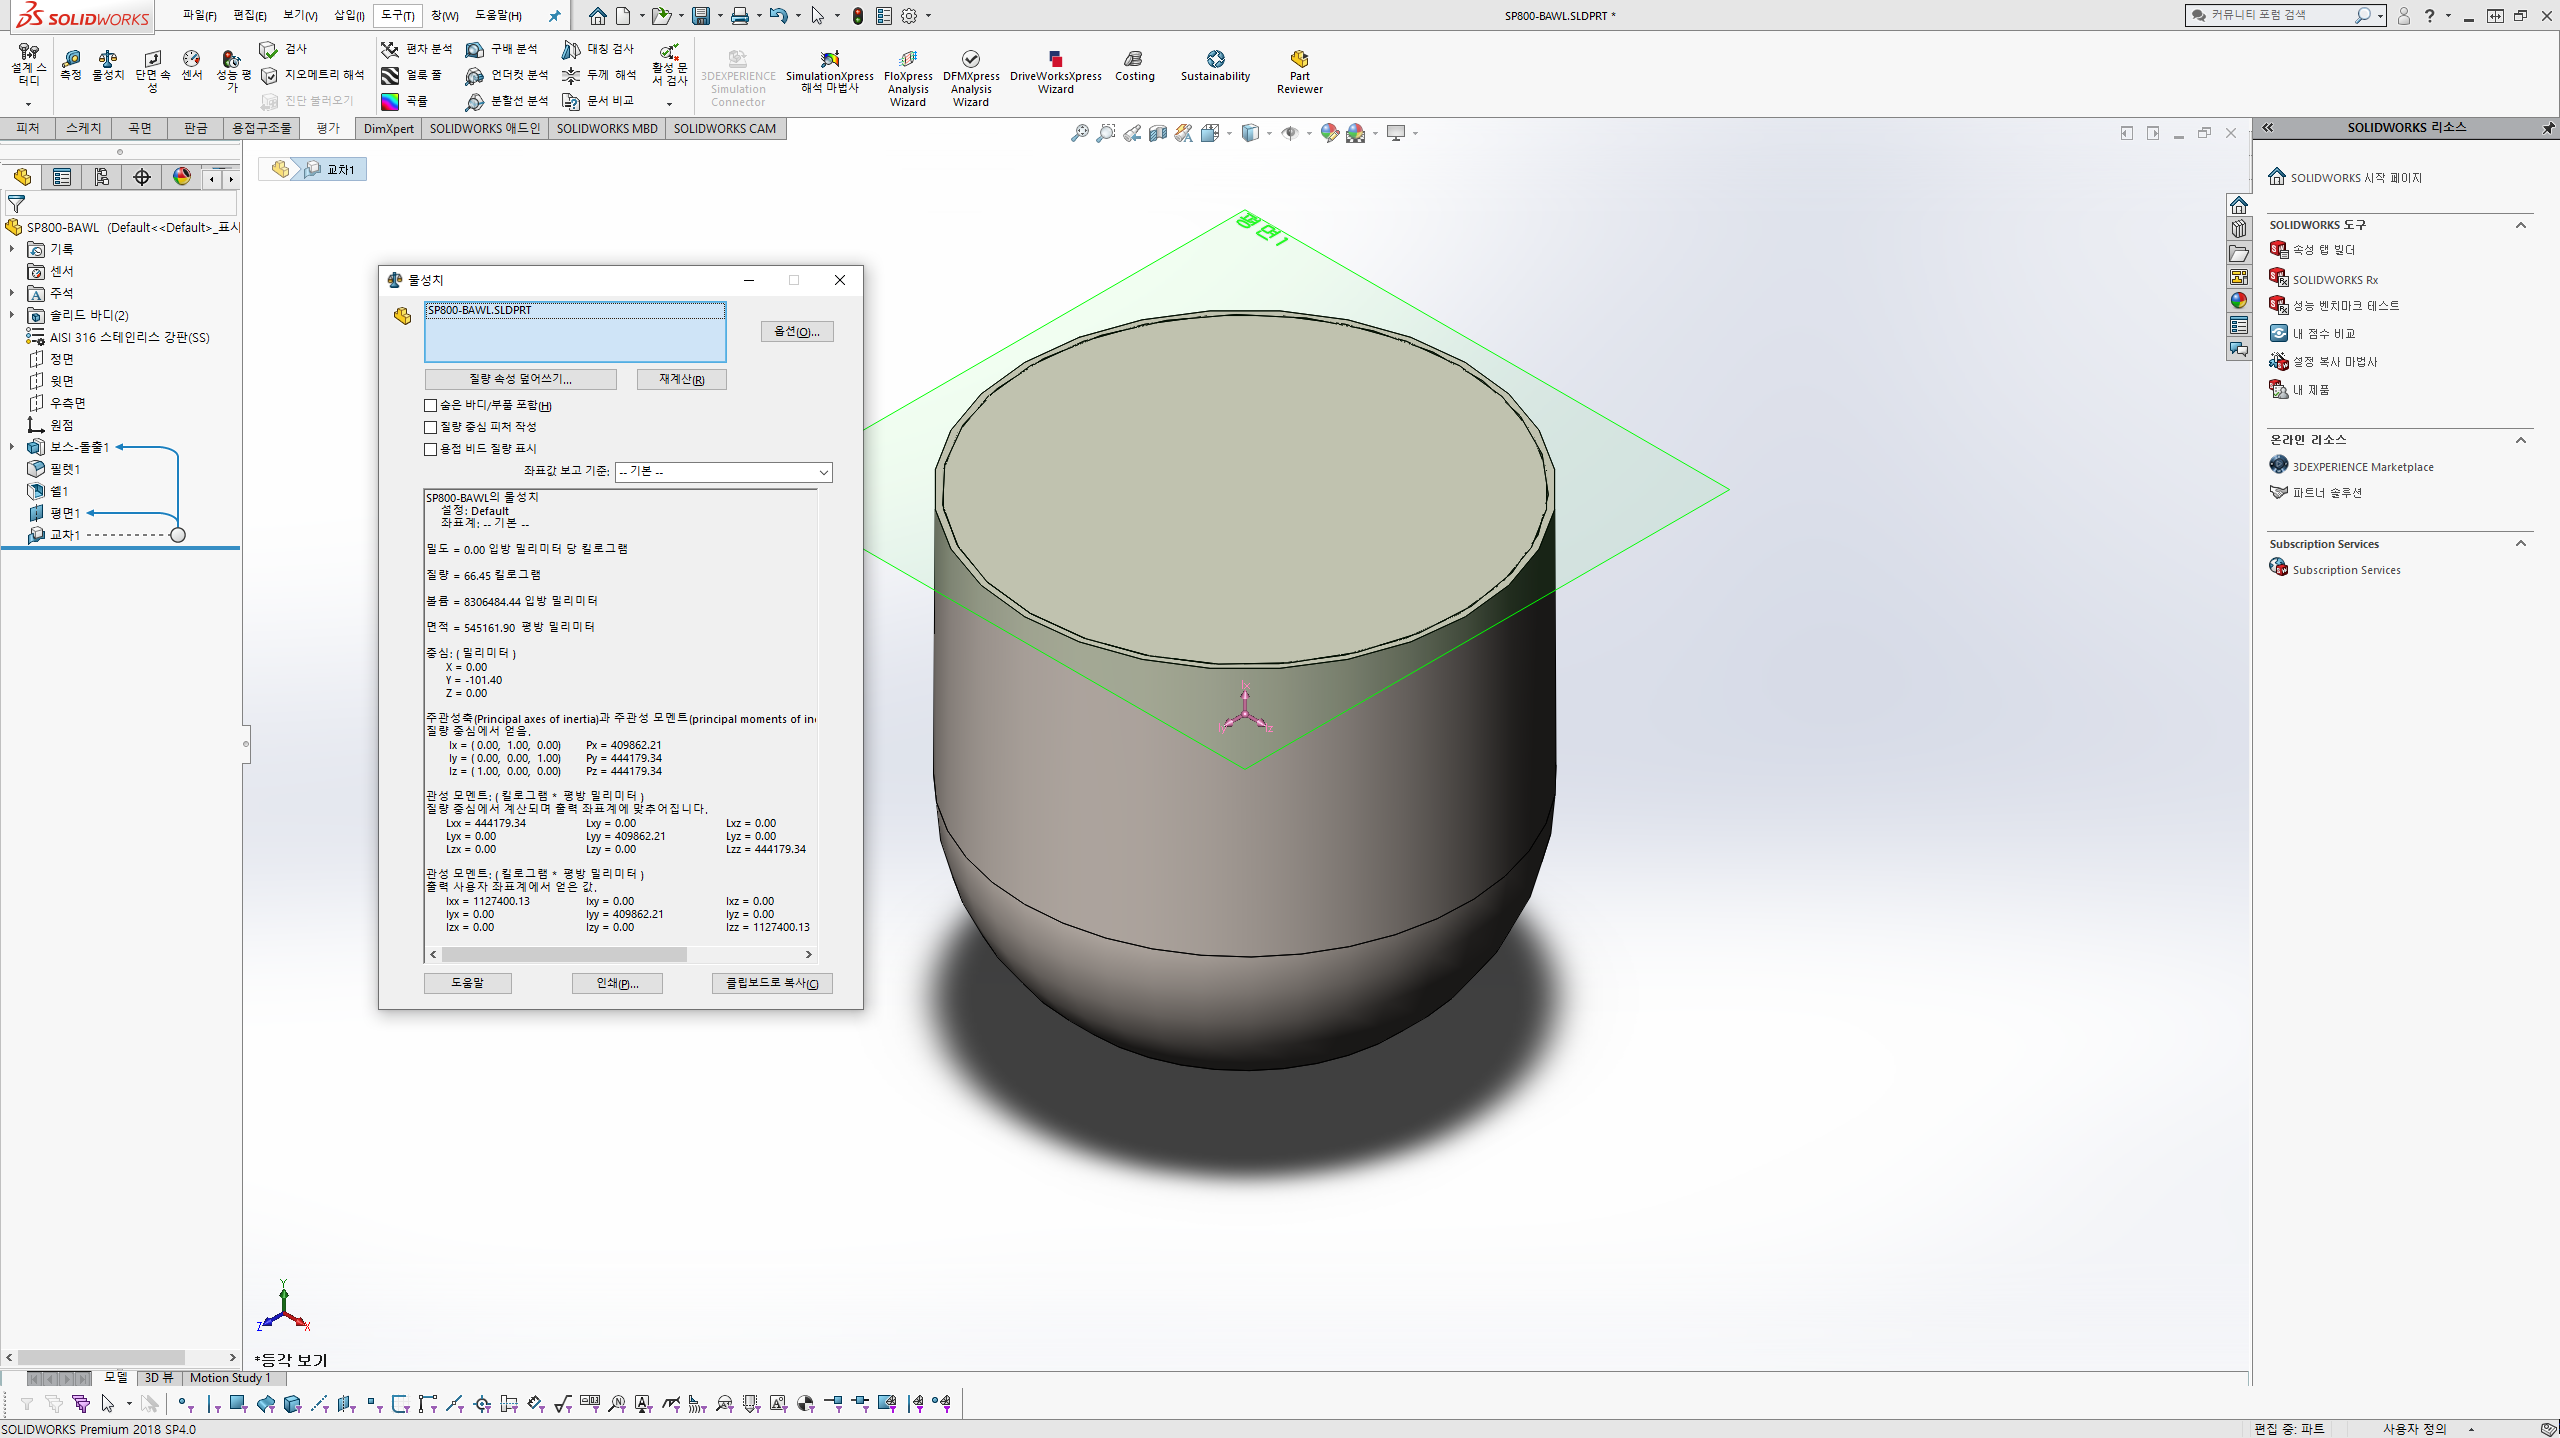 SOLIDWORKS
파일(F) 편집(E) 보기(V) 삽입(I) 도구(T) 창(W) 도움말(H)
SP800-BAWL.SLDPRT *
커뮤니티 포럼 검색
설계 스터디
측정
물성치
단면 속성
센서
성능 평가
검사
지오메트리 해석
진단 불러오기
편차 분석
얼룩 줄
곡률
구배 분석
언더컷 분석
분할선 분석
대칭 검사
두께 해석
문서 비교
활성 문서 검사
3DEXPERIENCE Simulation Connector
SimulationXpress 해석 마법사
FloXpress Analysis Wizard
DFMXpress Analysis Wizard
DriveWorksXpress Wizard
Costing
Sustainability
Part Reviewer
피처 스케치 곡면 판금 용접구조물 평가 DimXpert SOLIDWORKS 애드인 SOLIDWORKS MBD SOLIDWORKS CAM
교차1
SP800-BAWL (Default<<Default>_표시
기록
센서
주석
솔리드 바디(2)
AISI 316 스테인리스 강판(SS)
정면
윗면
우측면
원점
보스-돌출1
필렛1
쉘1
평면1
교차1
평면1
물성치
SP800-BAWL.SLDPRT
옵션(O)...
질량 속성 덮어쓰기...
재계산(R)
숨은 바디/부품 포함(H)
질량 중심 피처 작성
용접 비드 질량 표시
좌표값 보고 기준: -- 기본 --
SP800-BAWL의 물성치
설정: Default
좌표계: -- 기본 --
밀도 = 0.00 입방 밀리미터 당 킬로그램
질량 = 66.45 킬로그램
볼륨 = 8306484.44 입방 밀리미터
면적 = 545161.90 평방 밀리미터
중심: ( 밀리미터 )
X = 0.00
Y = -101.40
Z = 0.00
주관성축(Principal axes of inertia)과 주관성 모멘트(principal moments of ine
질량 중심에서 얻음.
Ix = ( 0.00, 1.00, 0.00) Px = 409862.21
Iy = ( 0.00, 0.00, 1.00) Py = 444179.34
Iz = ( 1.00, 0.00, 0.00) Pz = 444179.34
관성 모멘트: ( 킬로그램 * 평방 밀리미터 )
질량 중심에서 계산되며 출력 좌표계에 맞추어집니다.
Lxx = 444179.34 Lxy = 0.00 Lxz = 0.00
Lyx = 0.00 Lyy = 409862.21 Lyz = 0.00
Lzx = 0.00 Lzy = 0.00 Lzz = 444179.34
관성 모멘트: ( 킬로그램 * 평방 밀리미터 )
출력 사용자 좌표계에서 얻은 값.
Ixx = 1127400.13 Ixy = 0.00 Ixz = 0.00
Iyx = 0.00 Iyy = 409862.21 Iyz = 0.00
Izx = 0.00 Izy = 0.00 Izz = 1127400.13
도움말
인쇄(P)...
클립보드로 복사(C)
SOLIDWORKS 리소스
SOLIDWORKS 시작 페이지
SOLIDWORKS 도구
속성 탭 빌더
SOLIDWORKS Rx
성능 벤치마크 테스트
내 점수 비교
설정 복사 마법사
내 제품
온라인 리소스
3DEXPERIENCE Marketplace
파트너 솔루션
Subscription Services
Subscription Services
Y
Z
X
*등각 보기
모델 3D 뷰 Motion Study 1
SOLIDWORKS Premium 2018 SP4.0
편집 중: 파트
사용자 정의